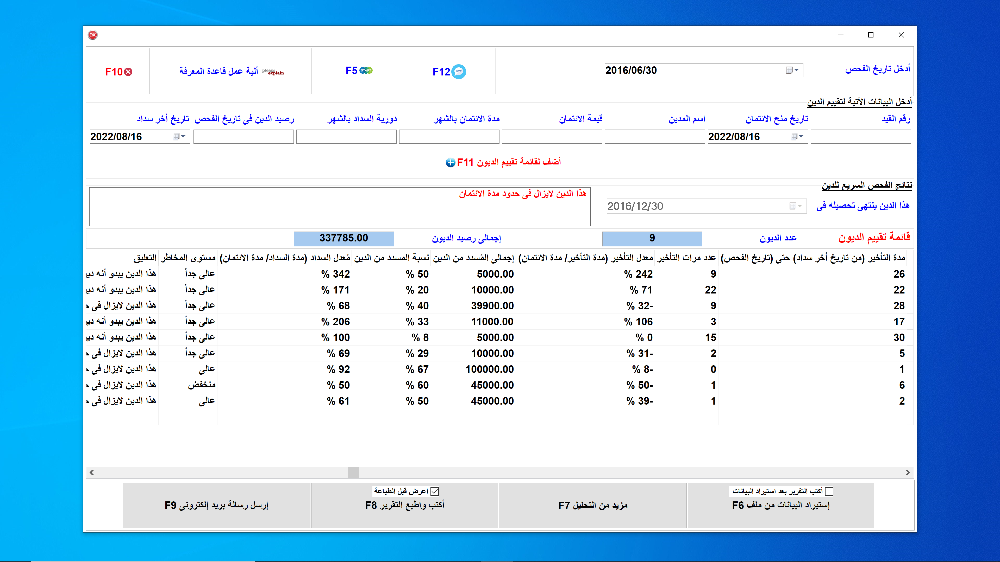 DX
أدخل تاريخ الفحص 2016/06/30 F12 NEW F5 START please explain ألية عمل قاعدة المعرفة F10
أدخل البيانات الأتية لتقييم الدين
رقم القيد تاريخ منح الائتمان اسم المدين قيمة الائتمان مدة الائتمان بالشهر دورية السداد بالشهر رصيد الدين فى تاريخ الفحص تاريخ أخر سداد
2022/08/16 2022/08/16
أضف لقائمة تقييم الديون F11
نتائج الفحص السريع للدين
هذا الدين لايزال فى حدود مدة الائتمان
هذا الدين ينتهى تحصيله فى 2016/12/30
قائمة تقييم الديون عدد الديون 9 إجمالى رصيد الديون 337785.00
مدة التأخير (من تاريخ أخر سداد) حتى (تاريخ الفحص) عدد مرات التأخير معدل التأخير (مدة التأخير/ مدة الائتمان) إجمالى المُسدد من الدين نسبة المسدد من الدين مُعدل السداد (مدة السداد/ مدة الائتمان) مستوى المخاطر التعليق
26 9 242 % 5000.00 50 % 342 % عالى جداً هذا الدين يبدو أنه
22 22 71 % 10000.00 20 % 171 % عالى جداً هذا الدين يبدو أنه
28 9 -32 % 39900.00 40 % 68 % عالى جداً هذا الدين لايزال فى
17 3 106 % 11000.00 33 % 206 % عالى جداً هذا الدين يبدو أنه
30 15 0 % 5000.00 8 % 100 % عالى جداً هذا الدين يبدو أنه
5 2 -31 % 10000.00 29 % 69 % عالى جداً هذا الدين لايزال فى
1 0 -8 % 100000.00 67 % 92 % عالى هذا الدين لايزال فى
6 1 -50 % 45000.00 60 % 50 % منخفض هذا الدين لايزال فى
2 1 -39 % 45000.00 50 % 61 % عالى هذا الدين لايزال فى
أكتب التقرير بعد استيراد البيانات إعرض قبل الطباعة
إستيراد البيانات من ملف F6 مزيد من التحليل F7 أكتب واطبع التقرير F8 إرسل رسالة بريد إلكترونى F9